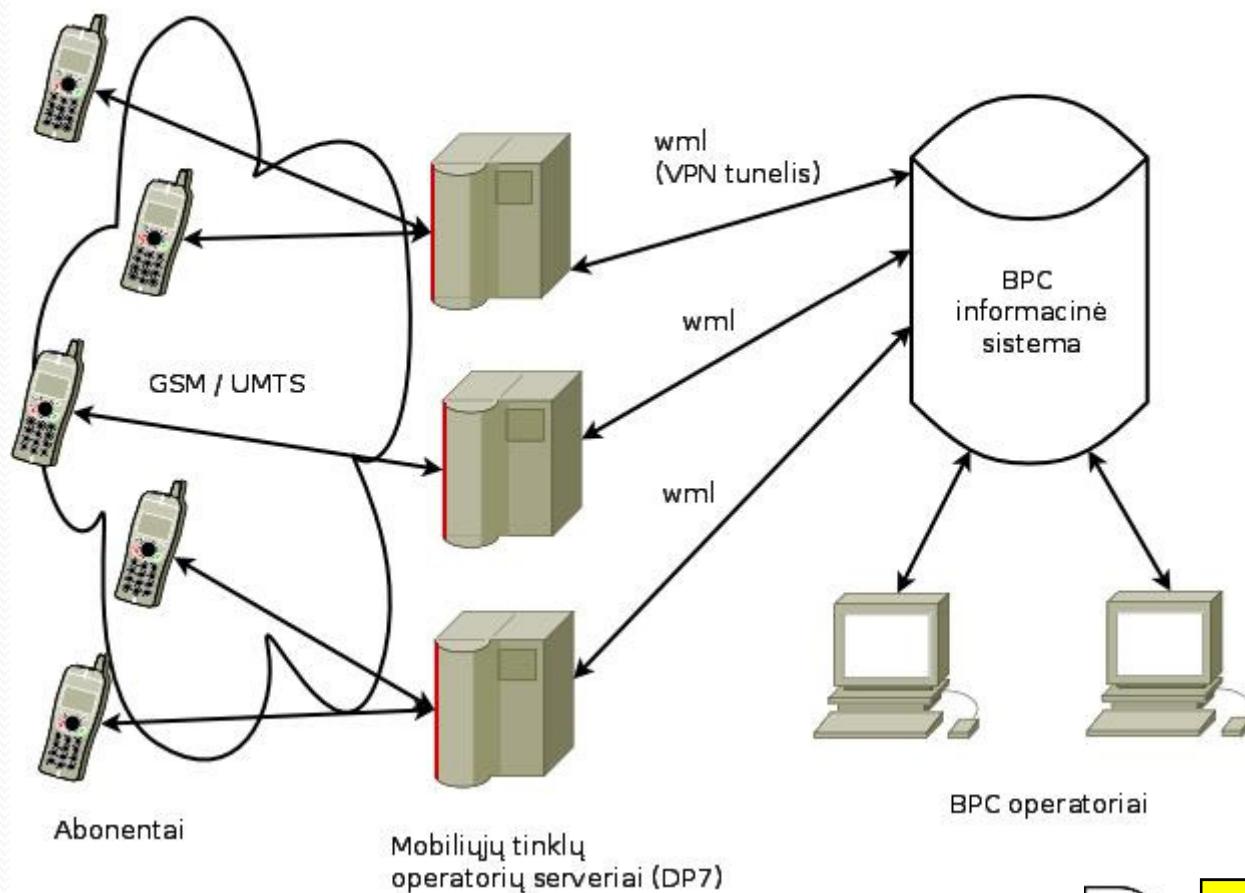 wml
(VPN tunelis)
BPC
informacinė
sistema
wml
GSM / UMTS
wml
Abonentai
BPC operatoriai
Mobiliųjų tinklų
operatorių serveriai (DP7)